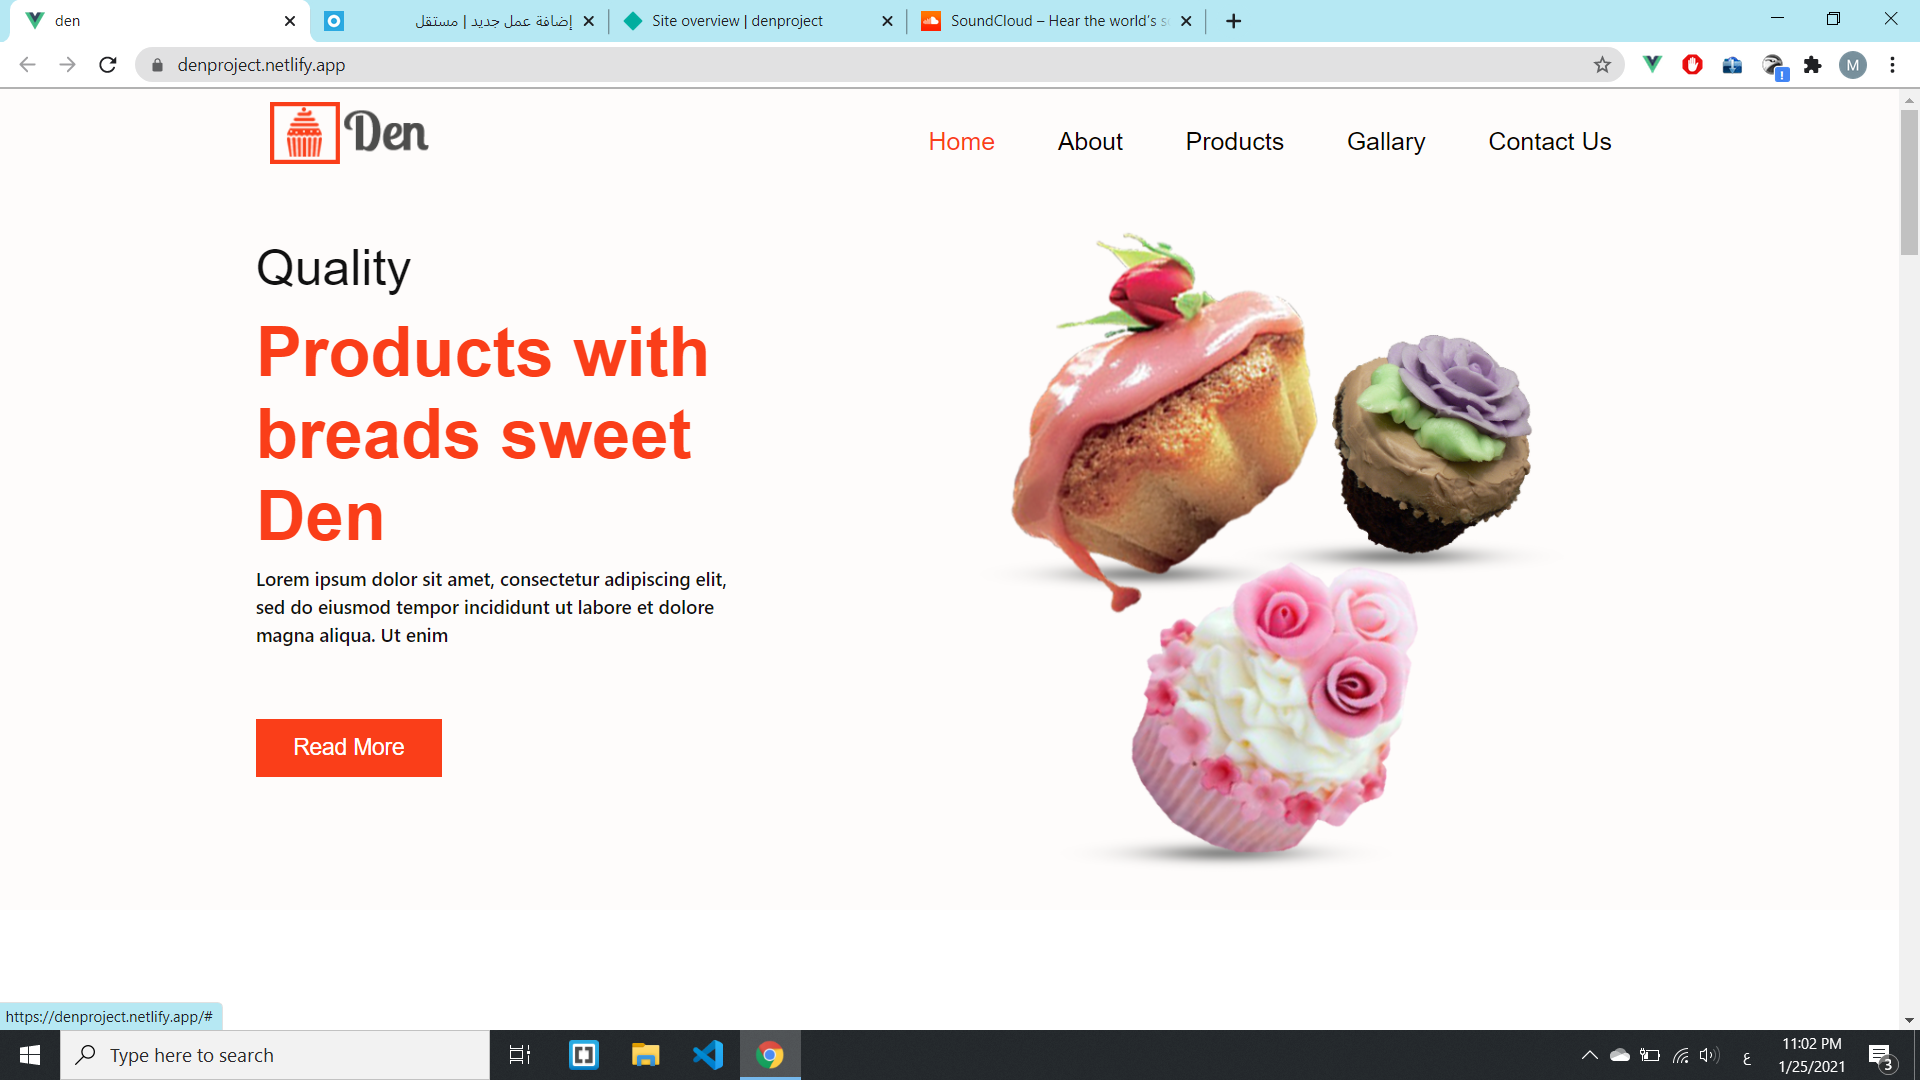 den
إضافة عمل جديد | مستقل
Site overview | denproject
SoundCloud – Hear the world's
denproject.netlify.app
M
Den
Home
About
Products
Gallary
Contact Us
Quality
Products with
breads sweet
Den
Lorem ipsum dolor sit amet, consectetur adipiscing elit,
sed do eiusmod tempor incididunt ut labore et dolore
magna aliqua. Ut enim
Read More
https://denproject.netlify.app/#
Type here to search
ع
11:02 PM
1/25/2021
3